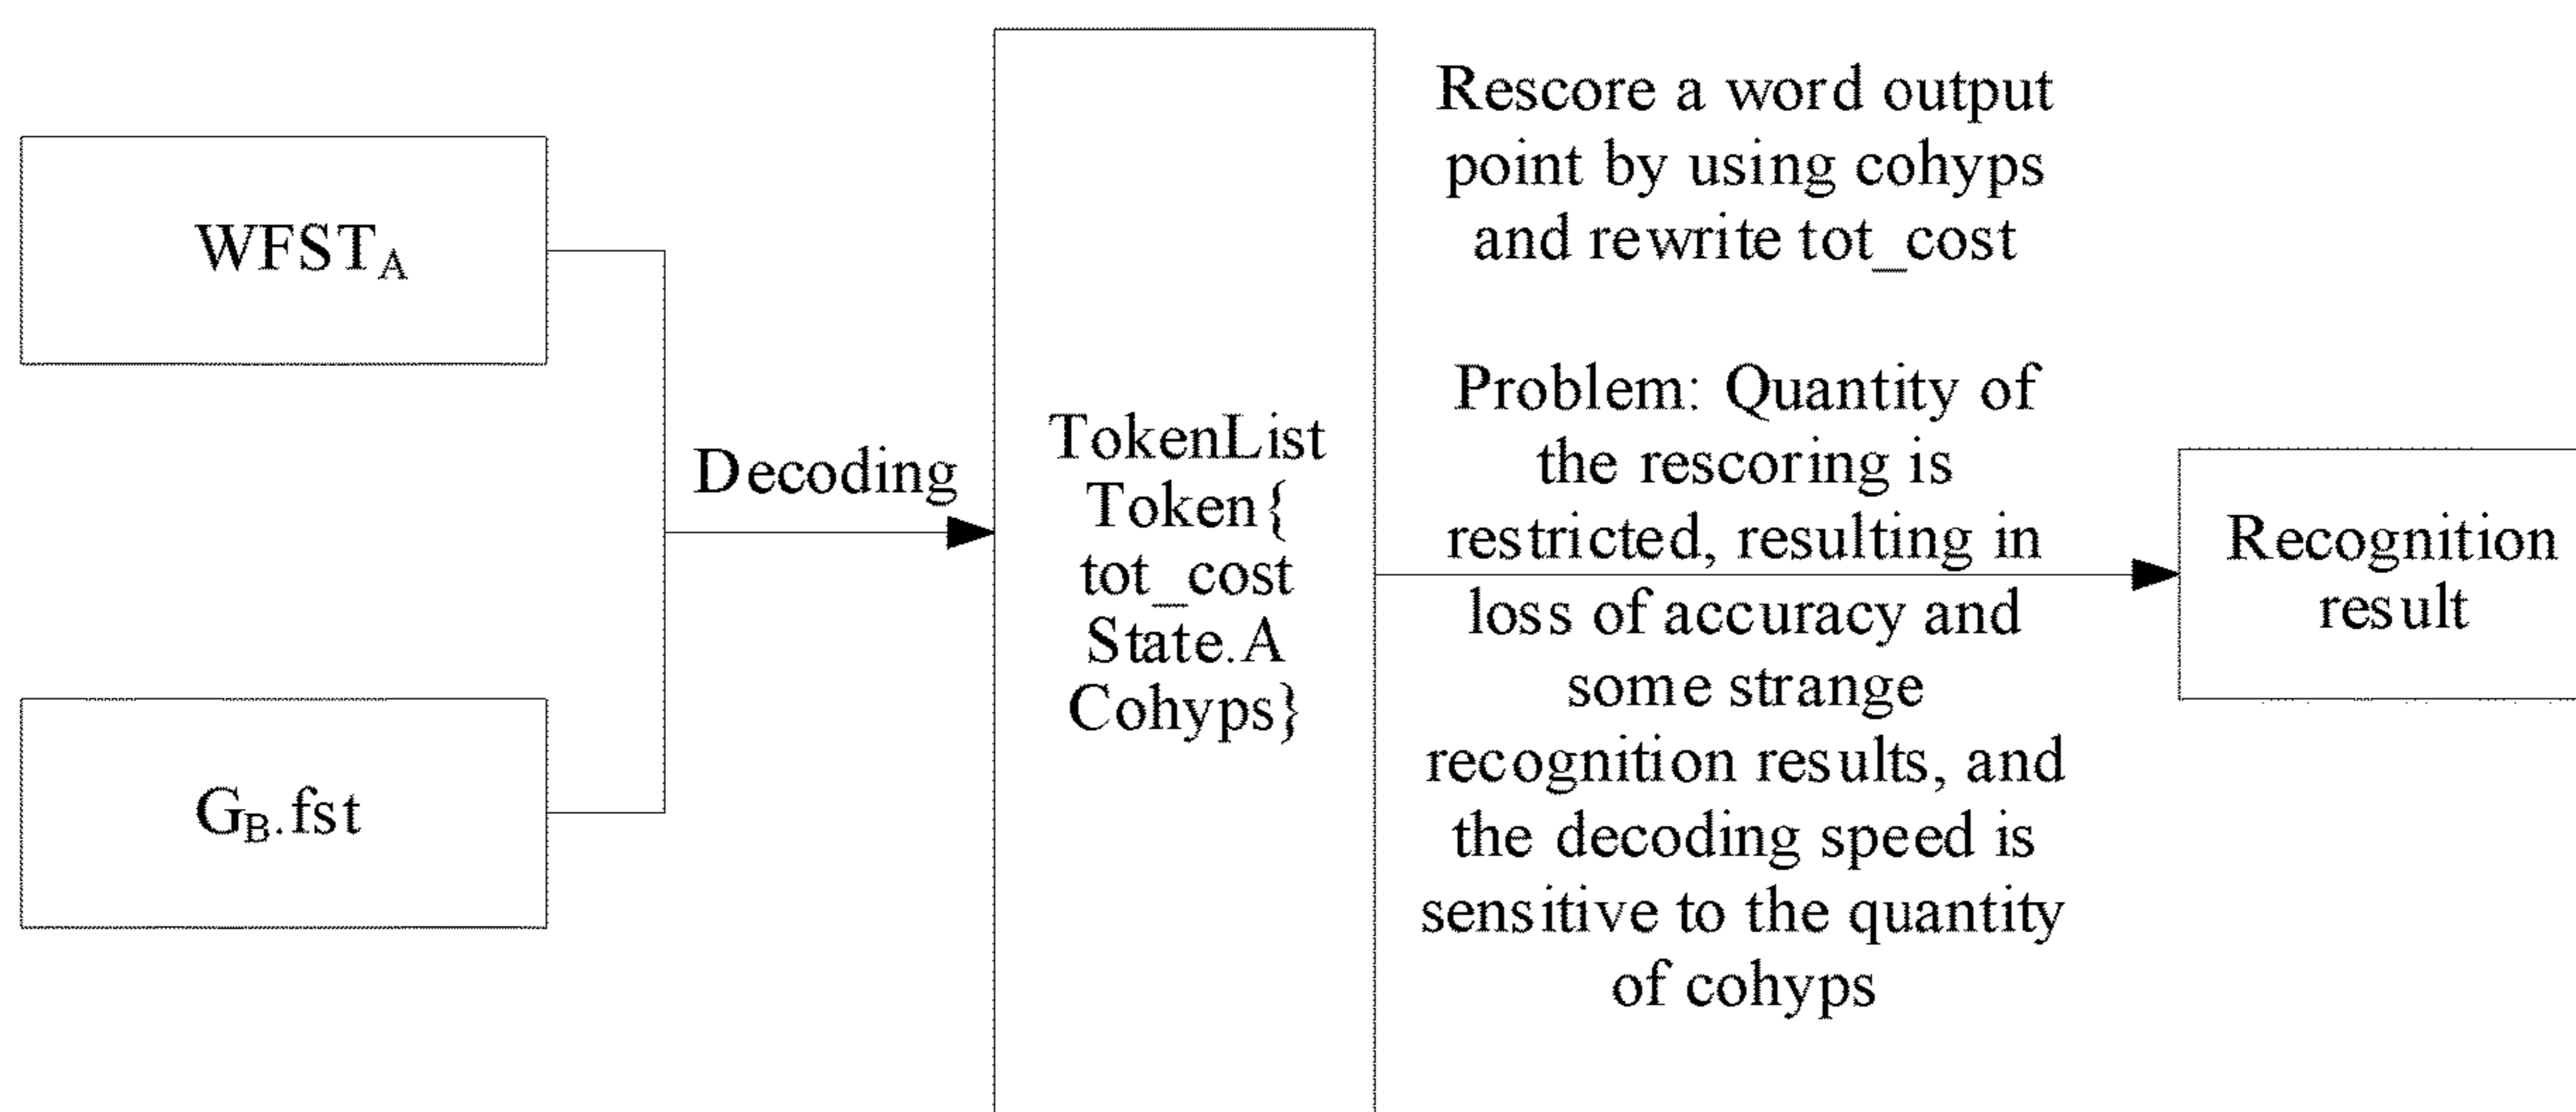 WFST_A
G_B.fst
Decoding
TokenList
Token{
tot_cost
State.A
Cohyps}
Rescore a word output
point by using cohyps
and rewrite tot_cost
Problem: Quantity of
the rescoring is
restricted, resulting in
loss of accuracy and
some strange
recognition results, and
the decoding speed is
sensitive to the quantity
of cohyps
Recognition
result